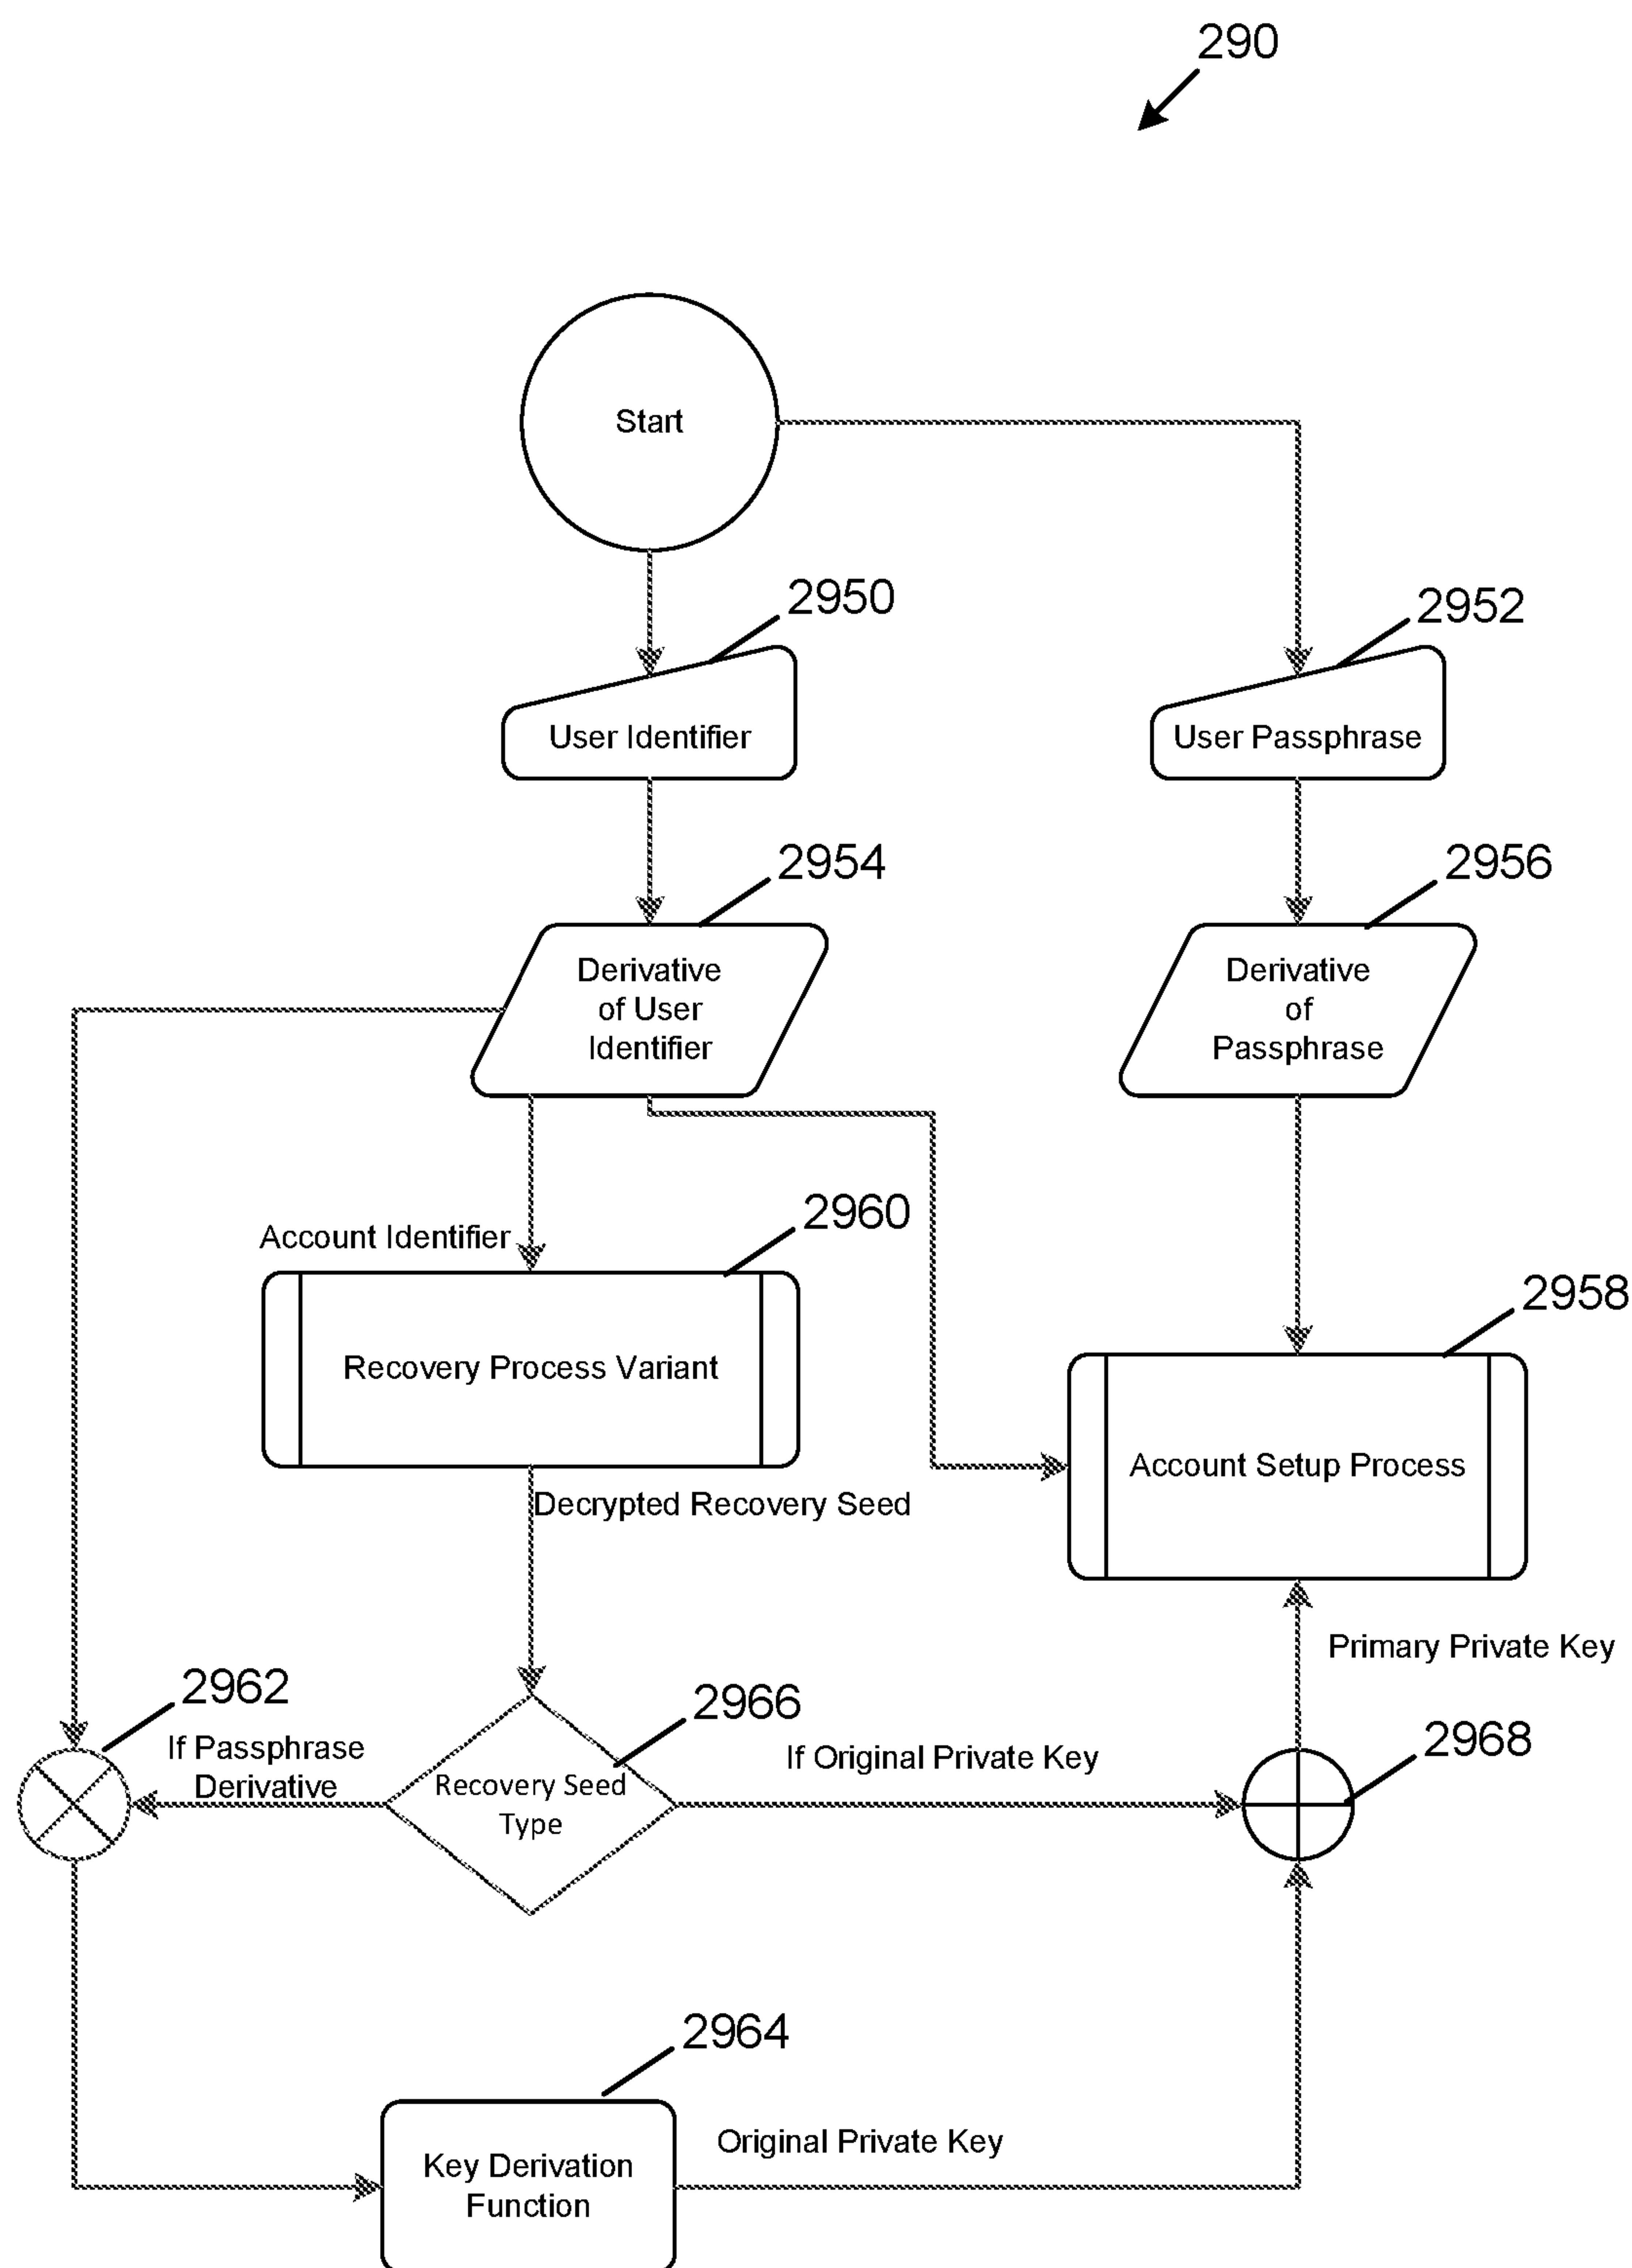 290
Start
2950
2952
User Identifier
User Passphrase
2954
2956
Derivative
of User
Identifier
Derivative
of
Passphrase
2960
Account Identifier
2958
Recovery Process Variant
Account Setup Process
Decrypted Recovery Seed
Primary Private Key
2962
2966
2968
If Passphrase
Derivative
If Original Private Key
Recovery Seed
Type
2964
Original Private Key
Key Derivation
Function